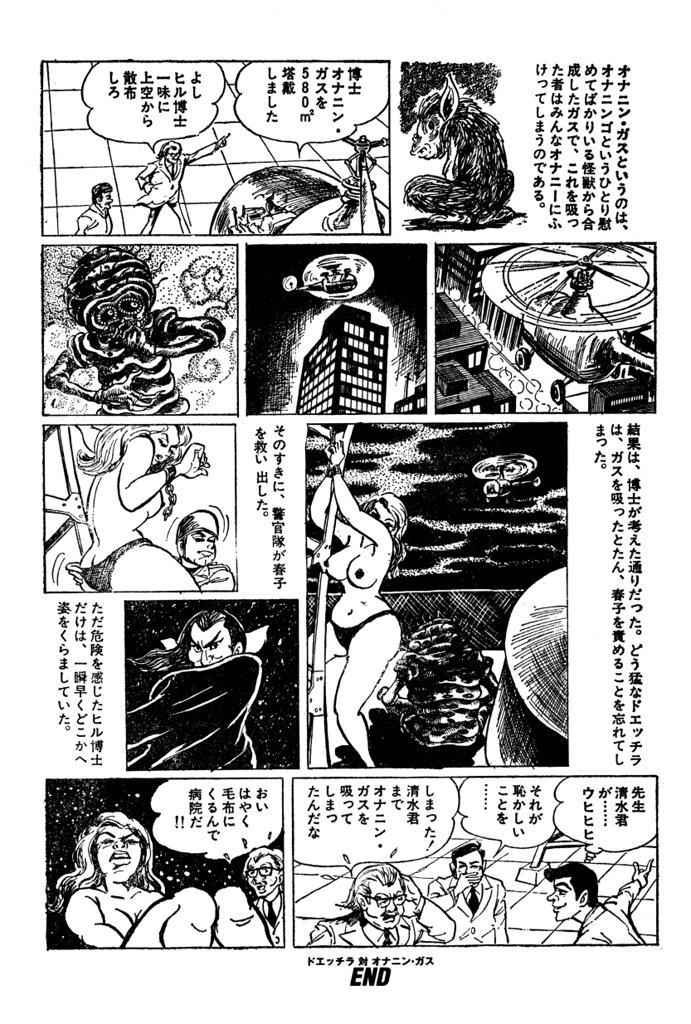 オナニン・ガスというのは、
オナニンゴというひとり慰
めてばかりいる怪獣から合
成したガスで、これを吸っ
た者はみんなオナニーにふ
けってしまうのである。
博士
オナニン・
ガスを
580㎥
塔戴
しました
よし
ヒル博士
一味に
上空から
散布
しろ
結果は、博士が考えた通りだった。どう猛なドエッチラ
は、ガスを吸ったとたん、春子を責めることを忘れてし
まった。
そのすきに、警官隊が春子
を救い出した。
ただ危険を感じたヒル博士
だけは、一瞬早くどこかへ
姿をくらましていた。
先生
清水君
が……
ウヒヒヒ
それが
恥かしい
ことを
……
しまった!
清水君
まで
オナニン・
ガスを
吸って
しまっ
たんだな
おい
はやく
毛布に
くるんで
病院だ
!!
ドエッチラ 対 オナニン・ガス
END